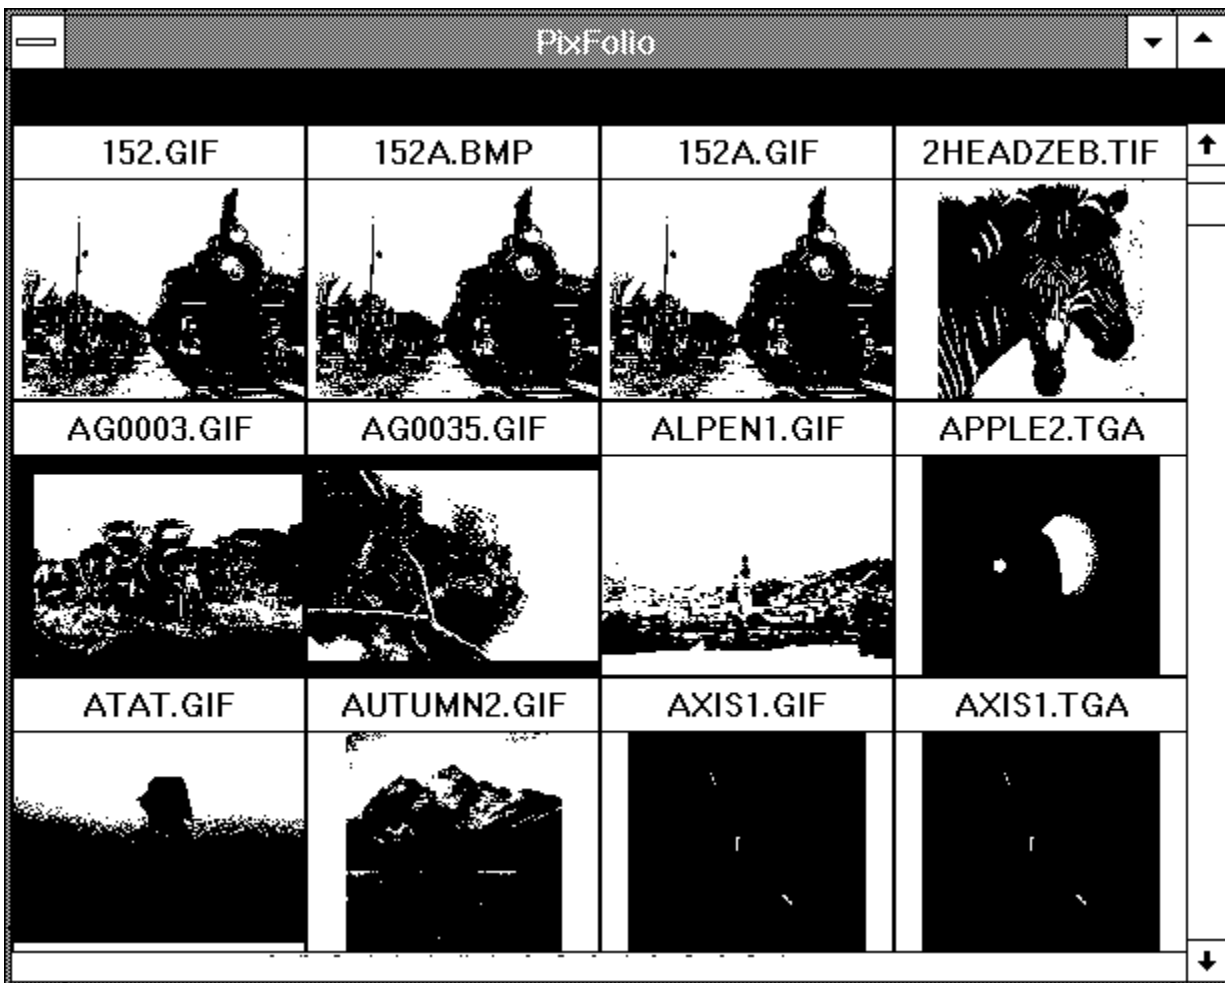 PixFolio
152.GIF 152A.BMP 152A.GIF 2HEADZEB.TIF
AG0003.GIF AG0035.GIF ALPEN1.GIF APPLE2.TGA
ATAT.GIF AUTUMN2.GIF AXIS1.GIF AXIS1.TGA